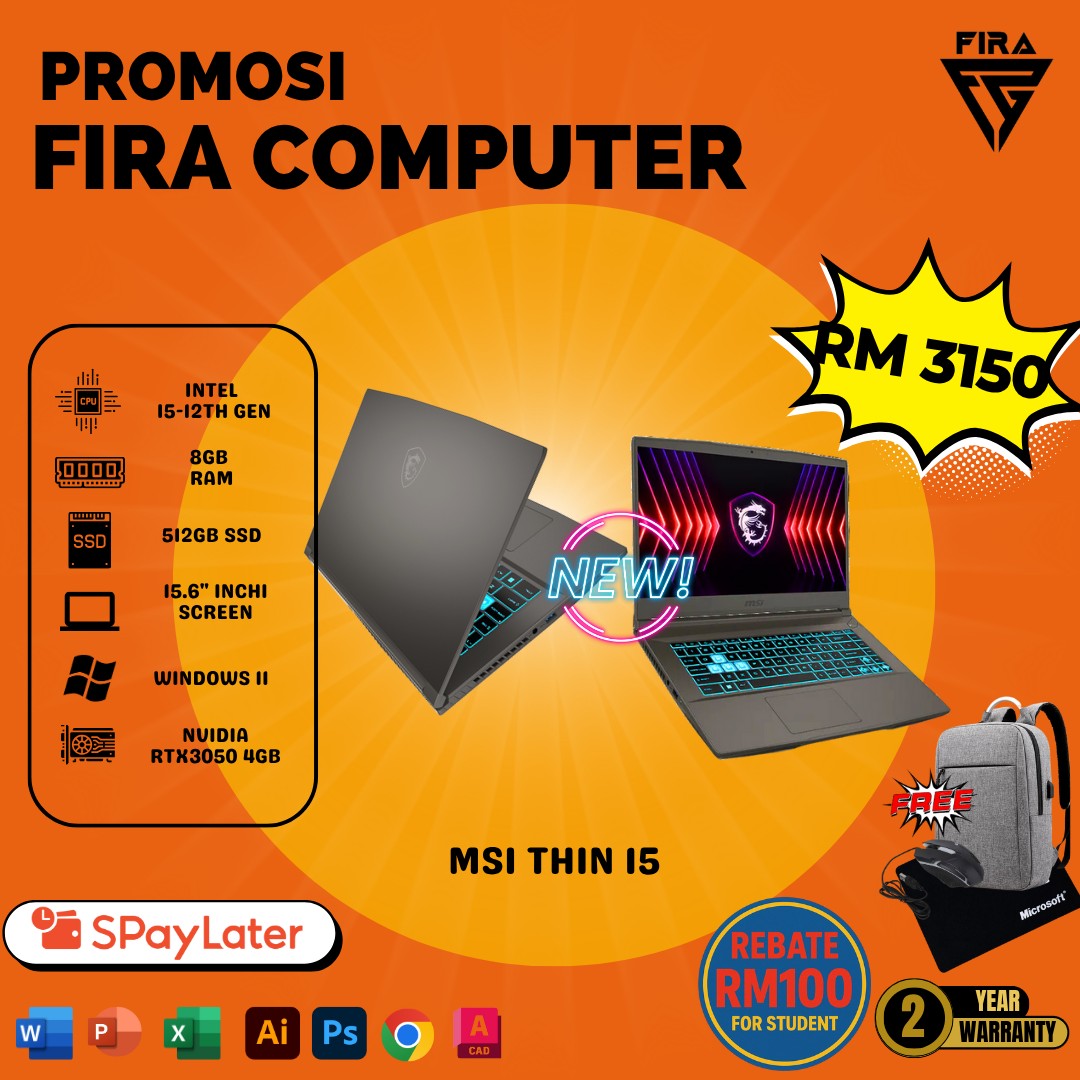 PROMOSI
FIRA COMPUTER
FIRA
RM 3150
CPU
INTEL
I5-12TH GEN
8GB
RAM
SSD
512GB SSD
15.6" INCHI
SCREEN
WINDOWS 11
NVIDIA
RTX3050 4GB
NEW!
msi
FREE
Microsoft
MSI THIN I5
SPayLater
REBATE
RM100
FOR STUDENT
2 YEAR
WARRANTY
W
P
X
Ai
Ps
A
CAD